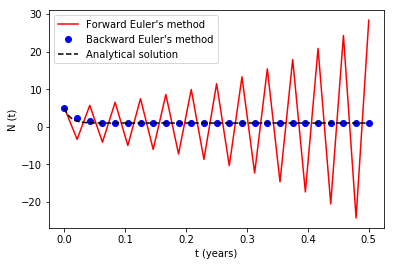 Forward Euler's method
Backward Euler's method
Analytical solution
30
20
10
0
−10
−20
N (t)
0.0 0.1 0.2 0.3 0.4 0.5
t (years)